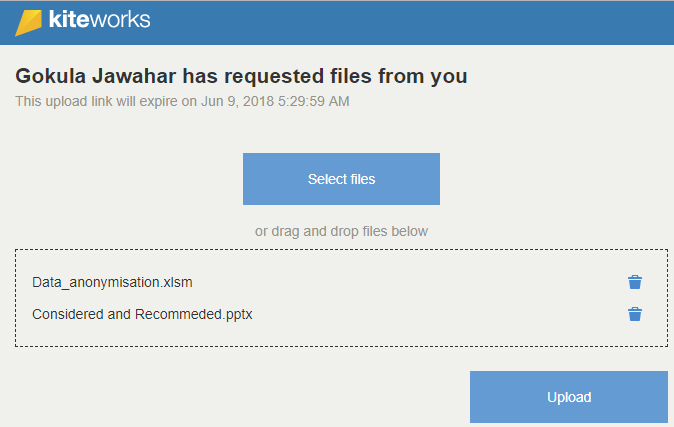 kiteworks
Gokula Jawahar has requested files from you
This upload link will expire on Jun 9, 2018 5:29:59 AM
Select files
or drag and drop files below
Data_anonymisation.xlsm
Considered and Recommeded.pptx
Upload